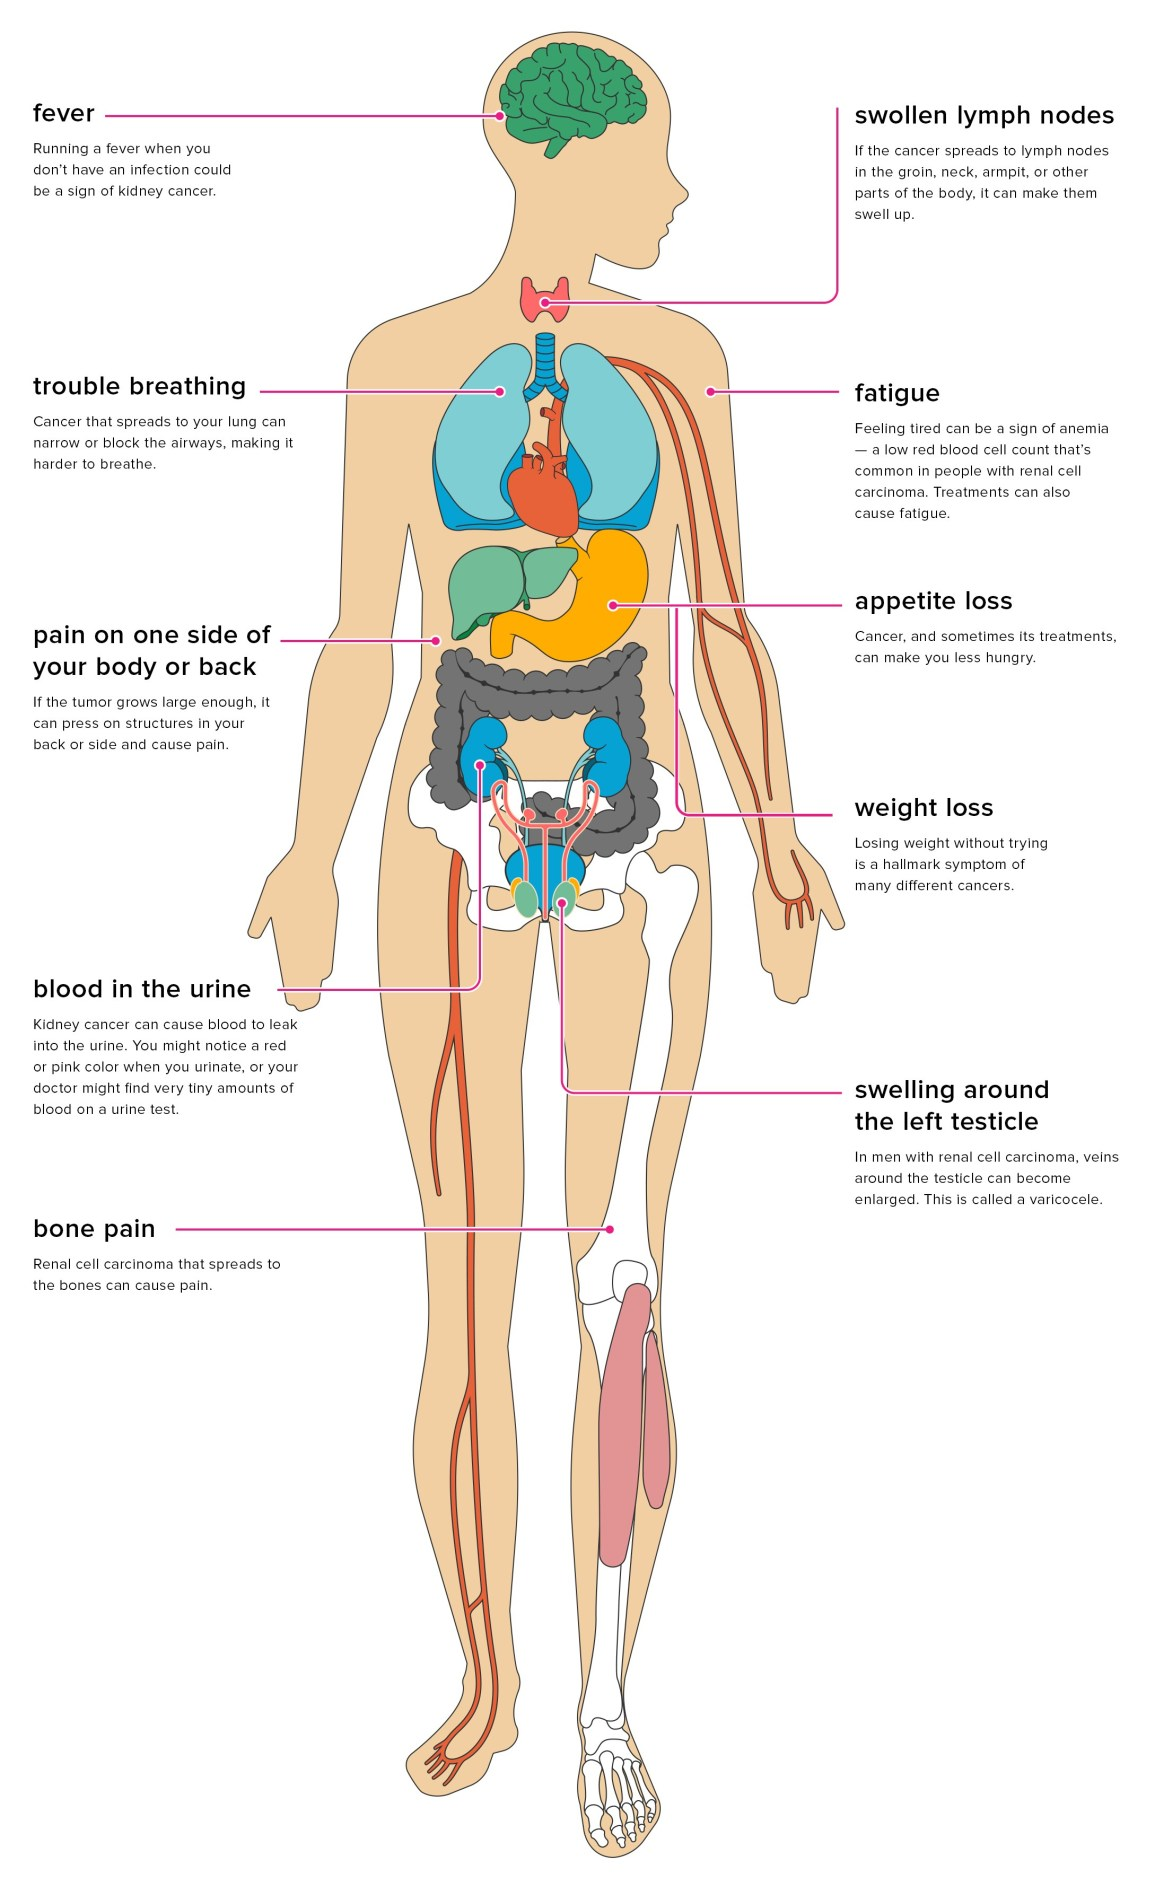 fever
Running a fever when you
don't have an infection could
be a sign of kidney cancer.
trouble breathing
Cancer that spreads to your lung can
narrow or block the airways, making it
harder to breathe.
pain on one side of
your body or back
If the tumor grows large enough, it
can press on structures in your
back or side and cause pain.
blood in the urine
Kidney cancer can cause blood to leak
into the urine. You might notice a red
or pink color when you urinate, or your
doctor might find very tiny amounts of
blood on a urine test.
bone pain
Renal cell carcinoma that spreads to
the bones can cause pain.
swollen lymph nodes
If the cancer spreads to lymph nodes
in the groin, neck, armpit, or other
parts of the body, it can make them
swell up.
fatigue
Feeling tired can be a sign of anemia
— a low red blood cell count that's
common in people with renal cell
carcinoma. Treatments can also
cause fatigue.
appetite loss
Cancer, and sometimes its treatments,
can make you less hungry.
weight loss
Losing weight without trying
is a hallmark symptom of
many different cancers.
swelling around
the left testicle
In men with renal cell carcinoma, veins
around the testicle can become
enlarged. This is called a varicocele.